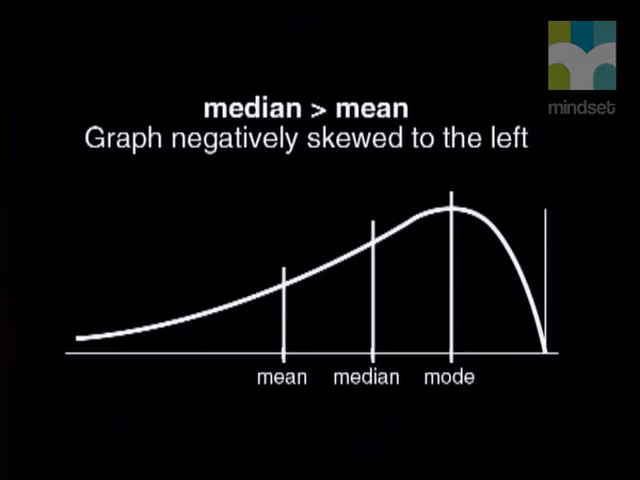 mindset
median > mean
Graph negatively skewed to the left
mean median mode